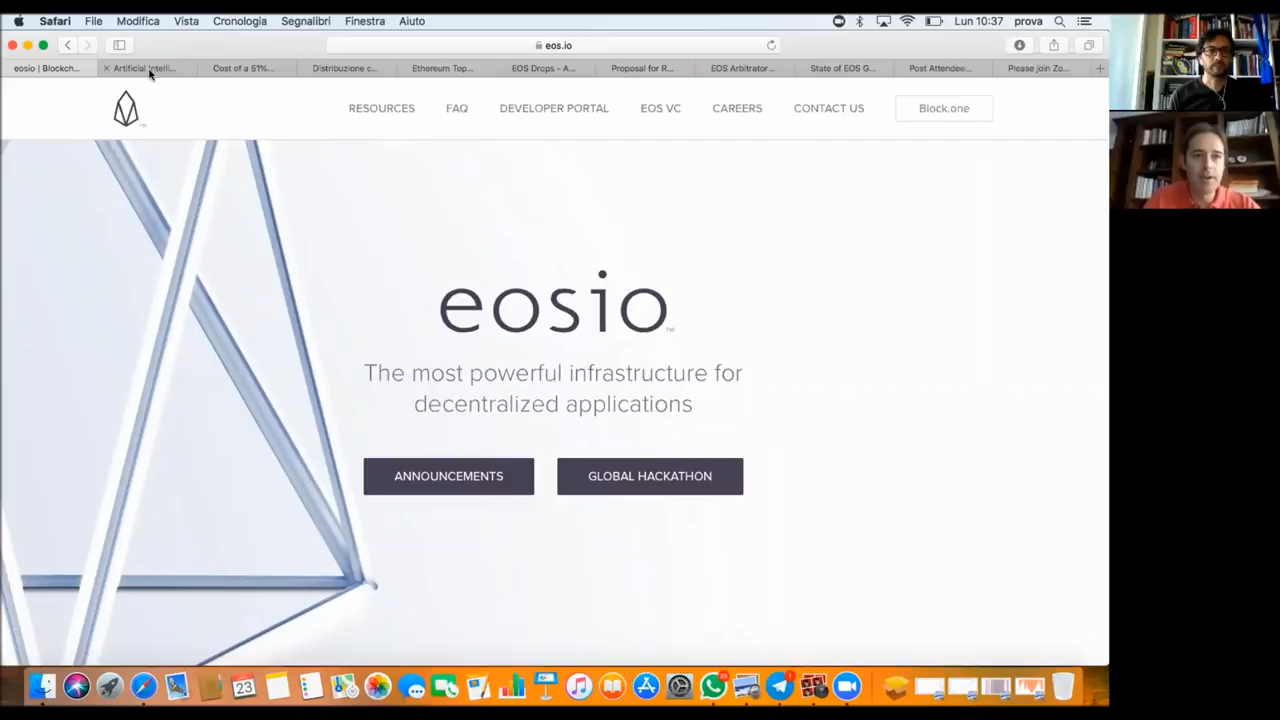 Safari File Modifica Vista Cronologia Segnalibri Finestra Aiuto Lun 10:37 prova
eos.io
eosio | Blockch... Artificial Intelli... Cost of a 51%... Distribuzione c... Ethereum Top... EOS Drops - A... Proposal for R... EOS Arbitrator... State of EOS G... Post Attendee... Please join Zo...
RESOURCES FAQ DEVELOPER PORTAL EOS VC CAREERS CONTACT US Block.one
eosio
The most powerful infrastructure for
decentralized applications
ANNOUNCEMENTS GLOBAL HACKATHON
23